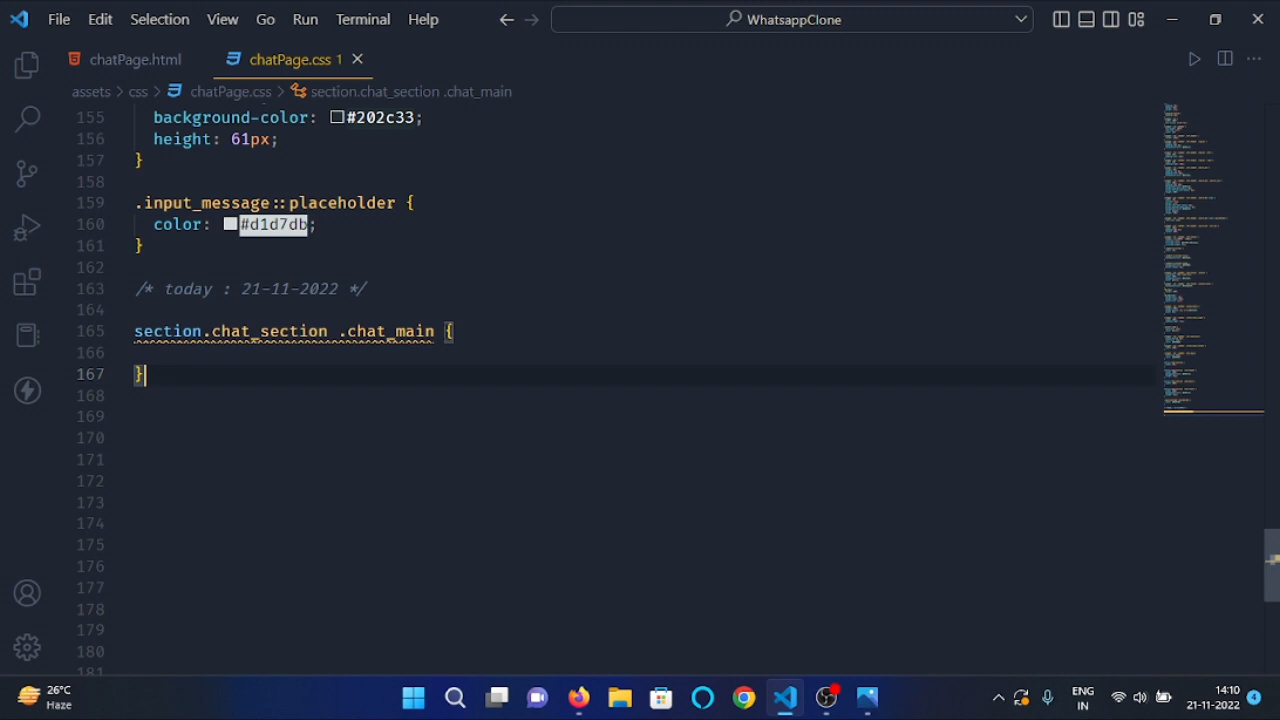 File Edit Selection View Go Run Terminal Help
WhatsappClone
chatPage.html
chatPage.css 1
assets > css > chatPage.css > section.chat_section .chat_main
155 background-color: #202c33;
156 height: 61px;
157 }
158
159 .input_message::placeholder {
160 color: #d1d7db;
161 }
162
163 /* today : 21-11-2022 */
164
165 section.chat_section .chat_main {
166
167 }
168
169
170
171
172
173
174
175
176
177
178
179
180
181
26°C
Haze
ENG
IN
14:10
21-11-2022
4